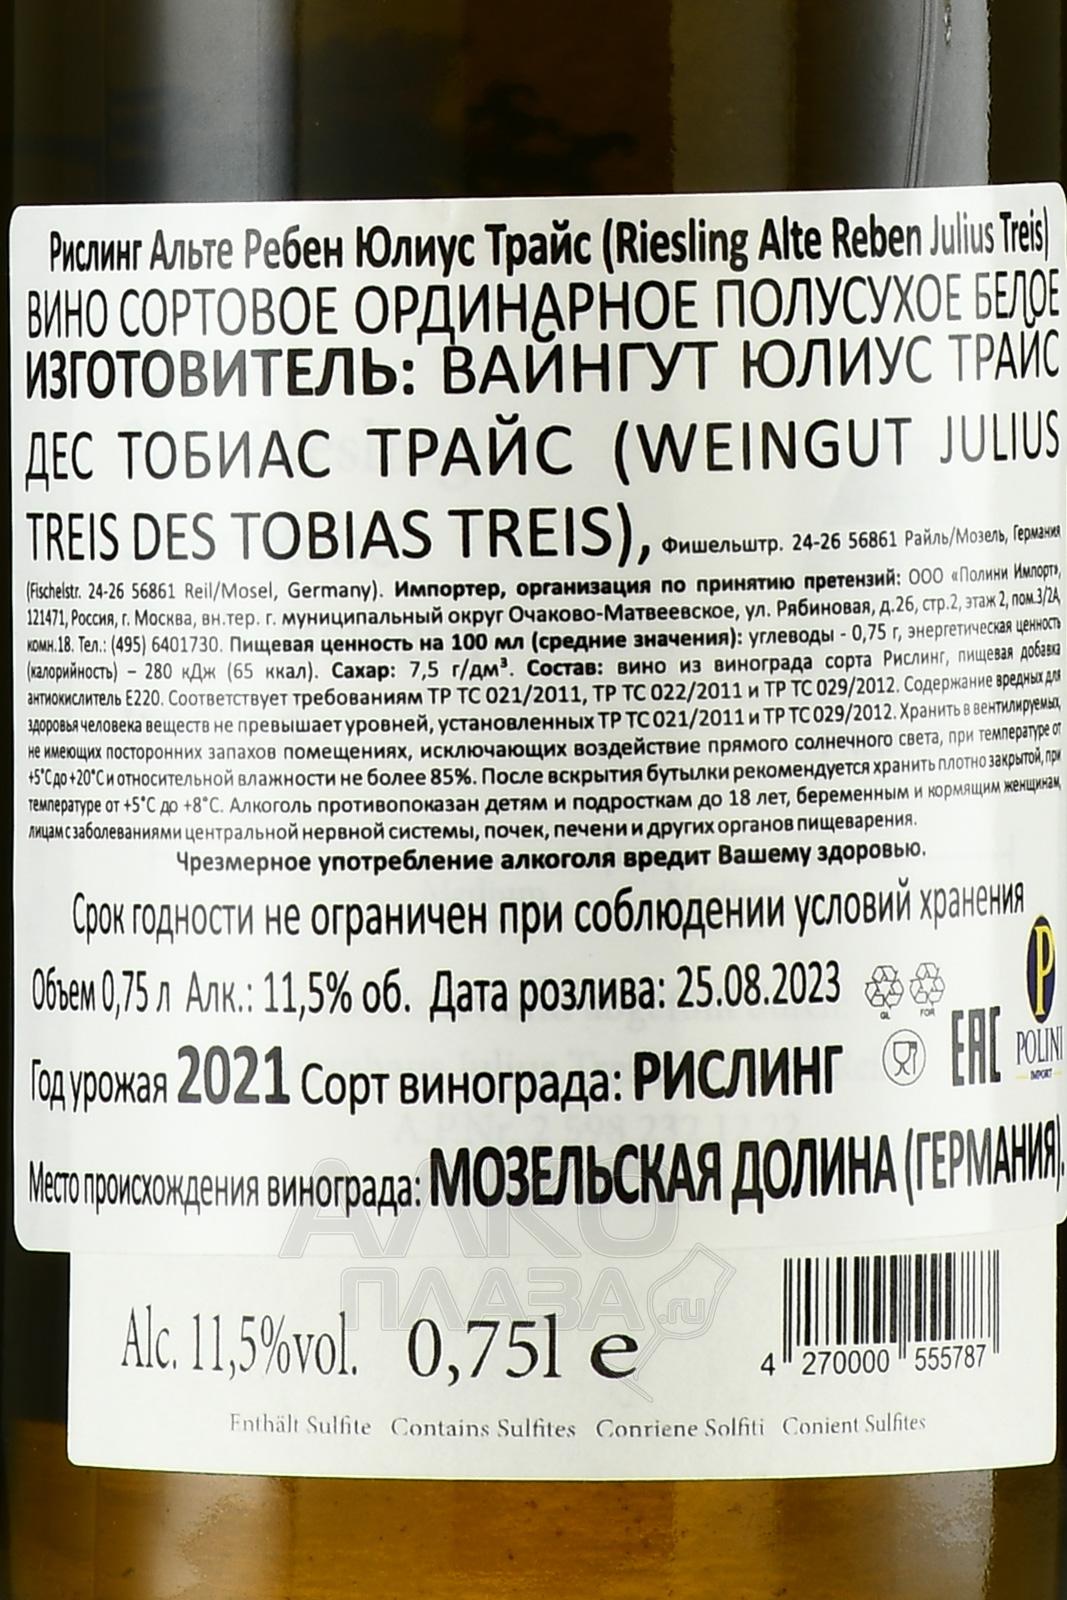 Рислинг Альте Ребен Юлиус Трайс (Riesling Alte Reben Julius Treis)
ВИНО СОРТОВОЕ ОРДИНАРНОЕ ПОЛУСУХОЕ БЕЛОЕ
ИЗГОТОВИТЕЛЬ: ВАЙНГУТ ЮЛИУС ТРАЙС
ДЕС ТОБИАС ТРАЙС (WEINGUT JULIUS
TREIS DES TOBIAS TREIS), Фишельштр. 24-26 56861 Райль/Мозель, Германия
(Fischelstr. 24-26 56861 Reil/Mosel, Germany). Импортер, организация по принятию претензий: ООО «Полини Импорт»,
121471, Россия, г. Москва, вн.тер. г. муниципальный округ Очаково-Матвеевское, ул. Рябиновая, д.26, стр.2, этаж 2, пом.3/2А,
комн.18. Тел.: (495) 6401730. Пищевая ценность на 100 мл (средние значения): углеводы - 0,75 г, энергетическая ценность
(калорийность) – 280 кДж (65 ккал). Сахар: 7,5 г/дм³. Состав: вино из винограда сорта Рислинг, пищевая добавка
антиокислитель Е220. Соответствует требованиям ТР ТС 021/2011, ТР ТС 022/2011 и ТР ТС 029/2012. Содержание вредных для
здоровья человека веществ не превышает уровней, установленных ТР ТС 021/2011 и ТР ТС 029/2012. Хранить в вентилируемых,
не имеющих посторонних запахов помещениях, исключающих воздействие прямого солнечного света, при температуре от
+5°C до +20°C и относительной влажности не более 85%. После вскрытия бутылки рекомендуется хранить плотно закрытой, при
температуре от +5°C до +8°C. Алкоголь противопоказан детям и подросткам до 18 лет, беременным и кормящим женщинам,
лицам с заболеваниями центральной нервной системы, почек, печени и других органов пищеварения.
Чрезмерное употребление алкоголя вредит Вашему здоровью.
Срок годности не ограничен при соблюдении условий хранения
Объем 0,75 л Алк.: 11,5% об. Дата розлива: 25.08.2023
GL FOR
Год урожая 2021 Сорт винограда: РИСЛИНГ
EAC
P POLINI
IMPORT
Место происхождения винограда: МОЗЕЛЬСКАЯ ДОЛИНА (ГЕРМАНИЯ).
АЛКО
ПЛАЗА.ru
Alc. 11,5%vol. 0,75l e
4 270000 555787
Enthält Sulfite Contains Sulfites Conriene Solfiti Conient Sulfites